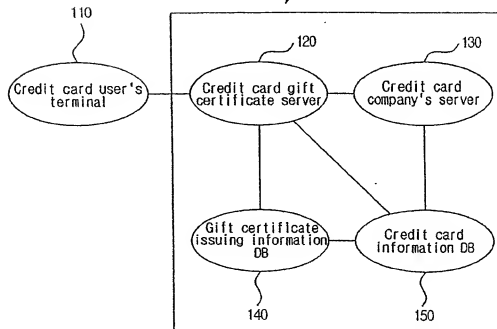 110
120
130
Credit card user's
terminal
Credit card gift
certificate server
Credit card
company's server
Gift certificate
issuing information
DB
Credit card
information DB
140
150